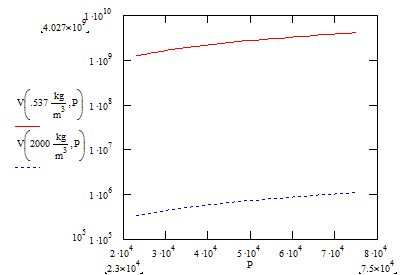 1·10¹⁰
4.027×10⁹
1·10⁹
1·10⁸
V(.537 kg/m³ ,P)
V(2000 kg/m³ ,P)
1·10⁷
1·10⁶
10⁵ 1·10⁵
2·10⁴ 3·10⁴ 4·10⁴ 5·10⁴ 6·10⁴ 7·10⁴ 8·10⁴
2.3×10⁴ P 7.5×10⁴